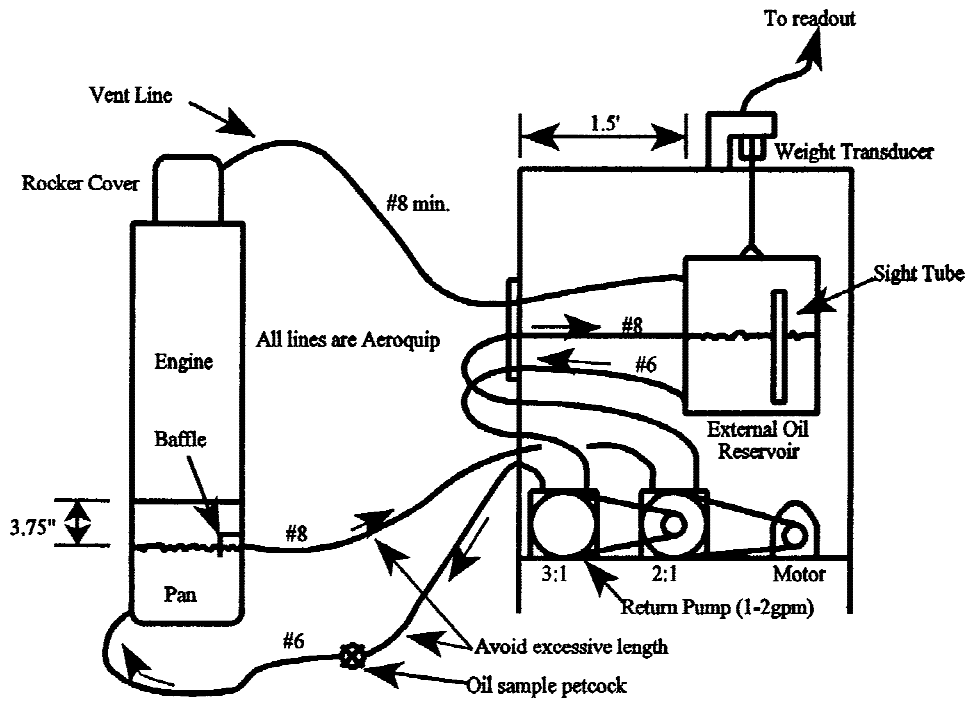 To readout
Vent Line
1.5'
Weight Transducer
Rocker Cover
#8 min.
Sight Tube
All lines are Aeroquip
#8
Engine
#6
Baffle
External Oil
Reservoir
3.75"
#8
3:1
2:1
Motor
Pan
Return Pump (1-2gpm)
#6
Avoid excessive length
Oil sample petcock